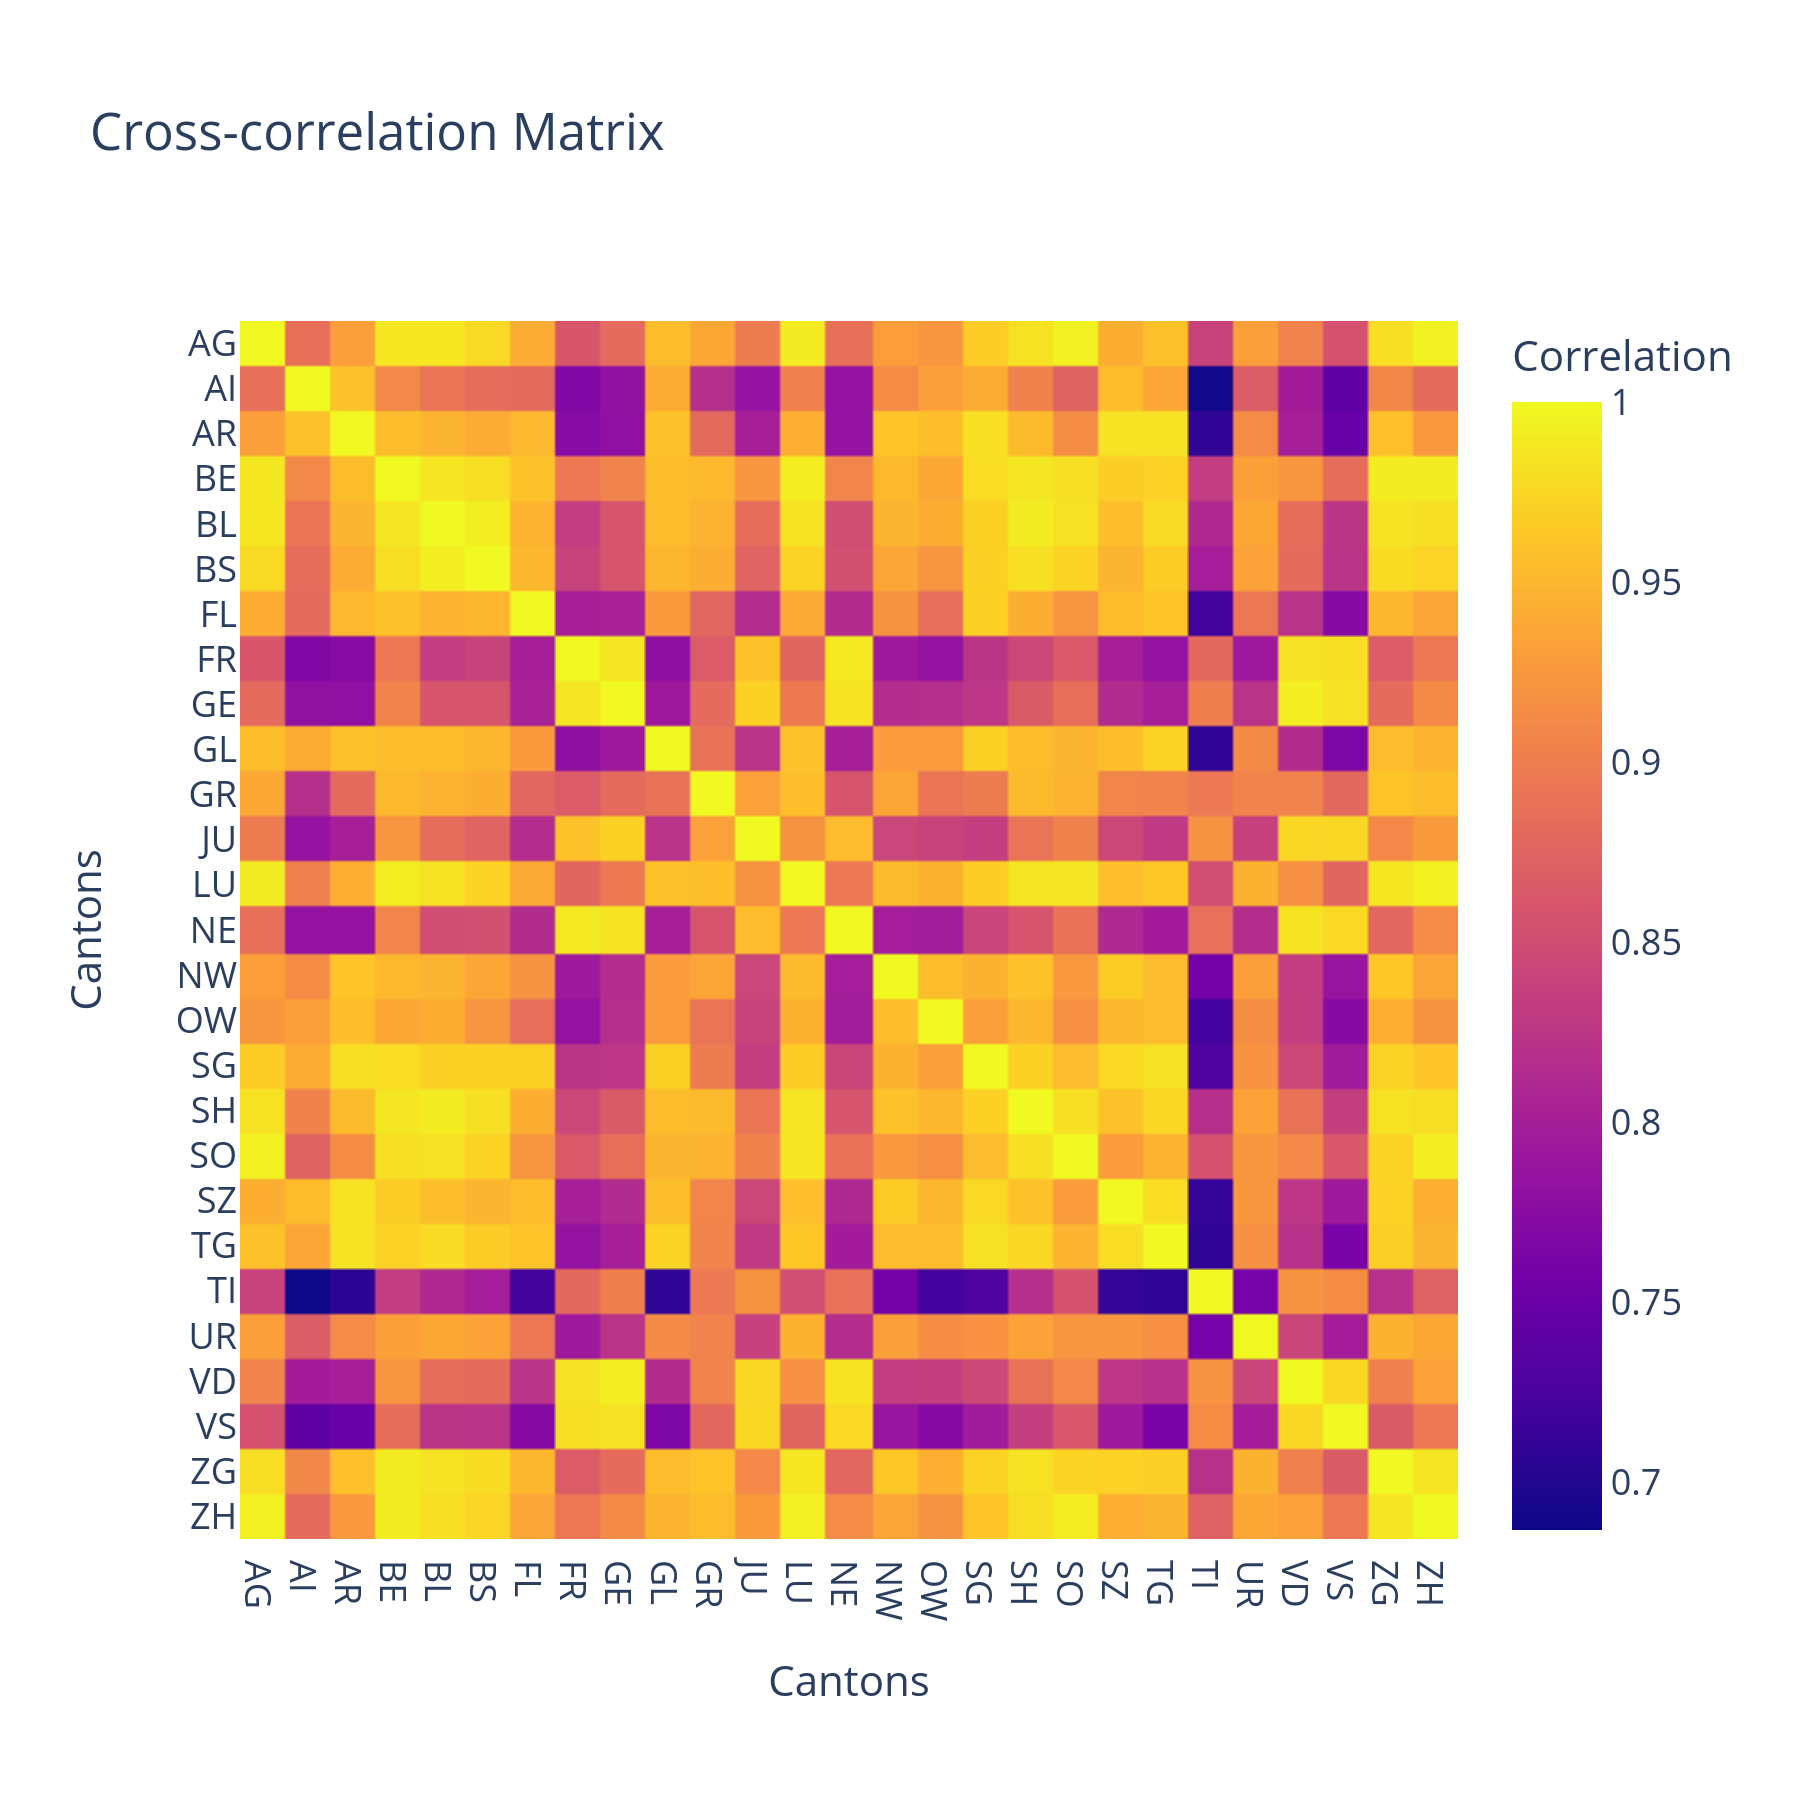 Cross-correlation Matrix
Correlation
1
0.95
0.9
0.85
0.8
0.75
0.7
Cantons
AG
AI
AR
BE
BL
BS
FL
FR
GE
GL
GR
JU
LU
NE
NW
OW
SG
SH
SO
SZ
TG
TI
UR
VD
VS
ZG
ZH
AG AI AR BE BL BS FL FR GE GL GR JU LU NE NW OW SG SH SO SZ TG TI UR VD VS ZG ZH
Cantons